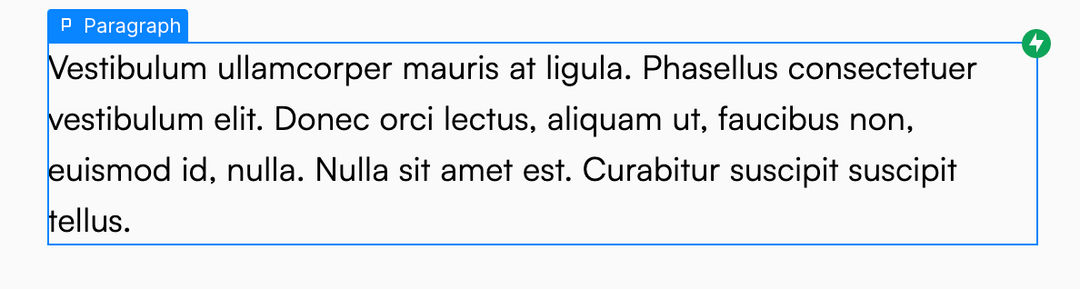 Paragraph
Vestibulum ullamcorper mauris at ligula. Phasellus consectetuer
vestibulum elit. Donec orci lectus, aliquam ut, faucibus non,
euismod id, nulla. Nulla sit amet est. Curabitur suscipit suscipit
tellus.